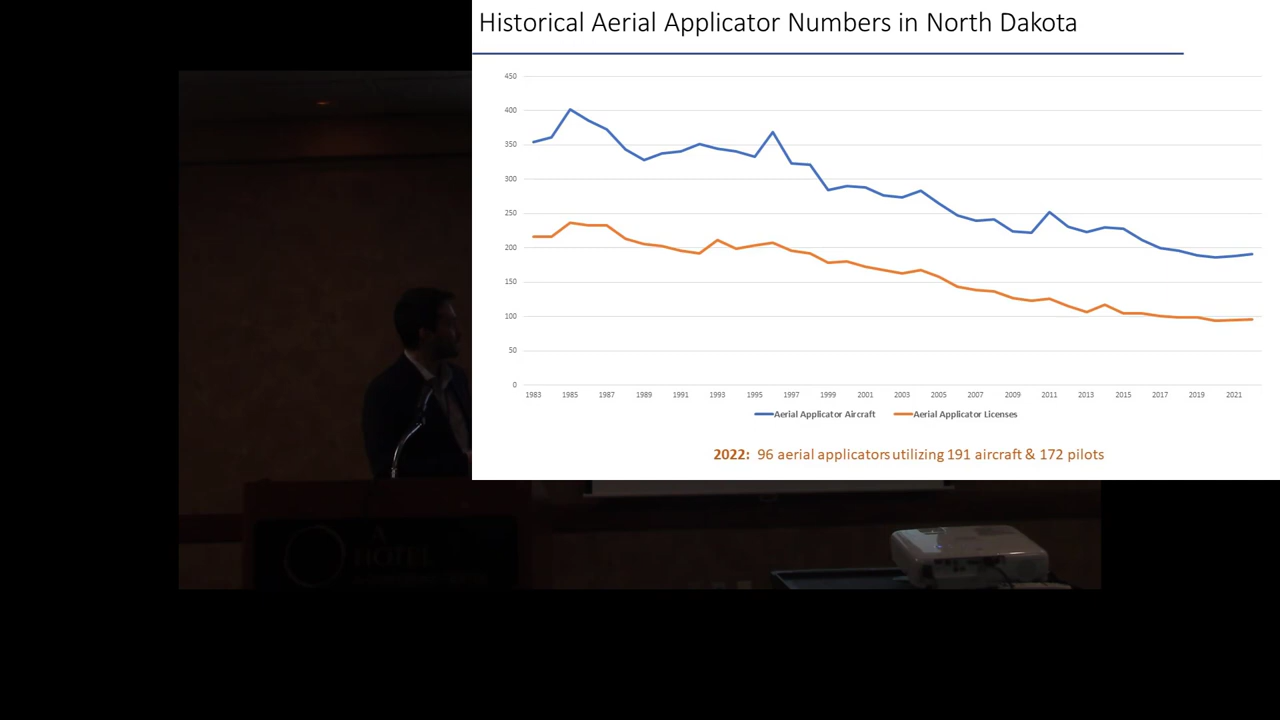 Historical Aerial Applicator Numbers in North Dakota
450
400
350
300
250
200
150
100
50
0
1983 1985 1987 1989 1991 1993 1995 1997 1999 2001 2003 2005 2007 2009 2011 2013 2015 2017 2019 2021
Aerial Applicator Aircraft Aerial Applicator Licenses
2022: 96 aerial applicators utilizing 191 aircraft & 172 pilots
HOTEL